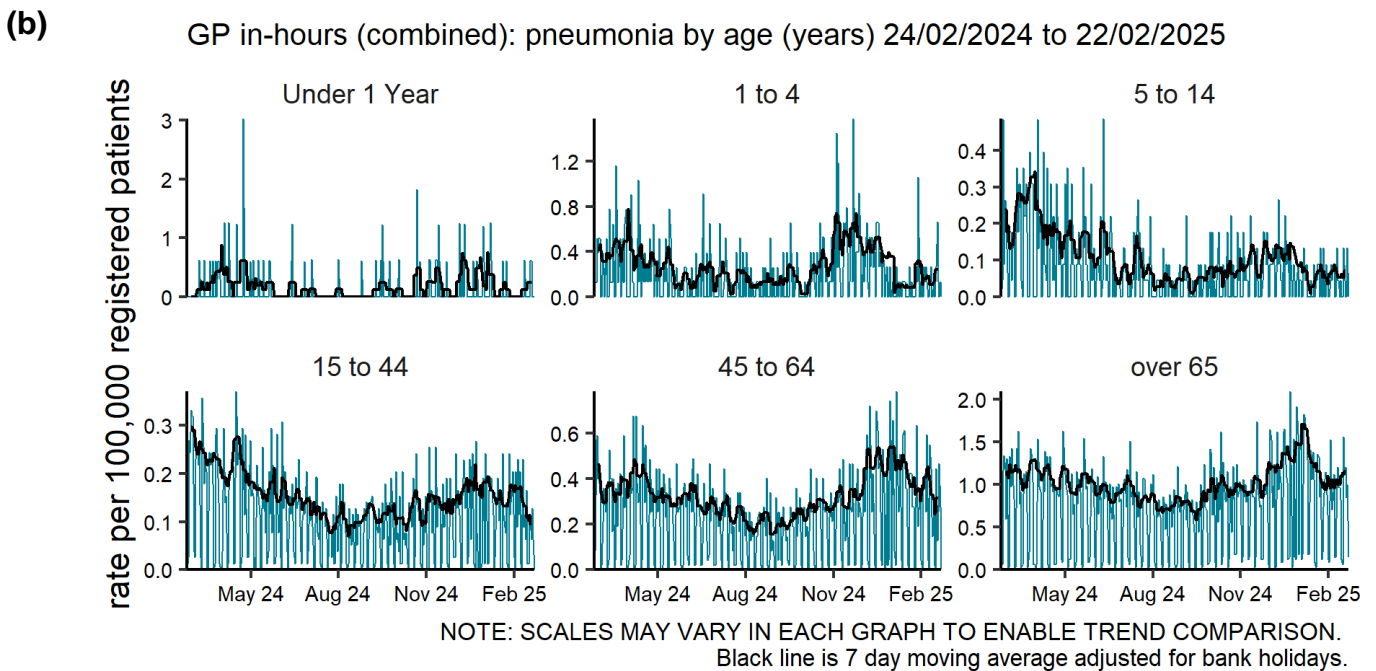 (b)
GP in-hours (combined): pneumonia by age (years) 24/02/2024 to 22/02/2025
rate per 100,000 registered patients
Under 1 Year
3
2
1
0
1 to 4
1.2
0.8
0.4
0.0
5 to 14
0.4
0.3
0.2
0.1
0.0
15 to 44
0.3
0.2
0.1
0.0
May 24 Aug 24 Nov 24 Feb 25
45 to 64
0.6
0.4
0.2
0.0
May 24 Aug 24 Nov 24 Feb 25
over 65
2.0
1.5
1.0
0.5
0.0
May 24 Aug 24 Nov 24 Feb 25
NOTE: SCALES MAY VARY IN EACH GRAPH TO ENABLE TREND COMPARISON.
Black line is 7 day moving average adjusted for bank holidays.